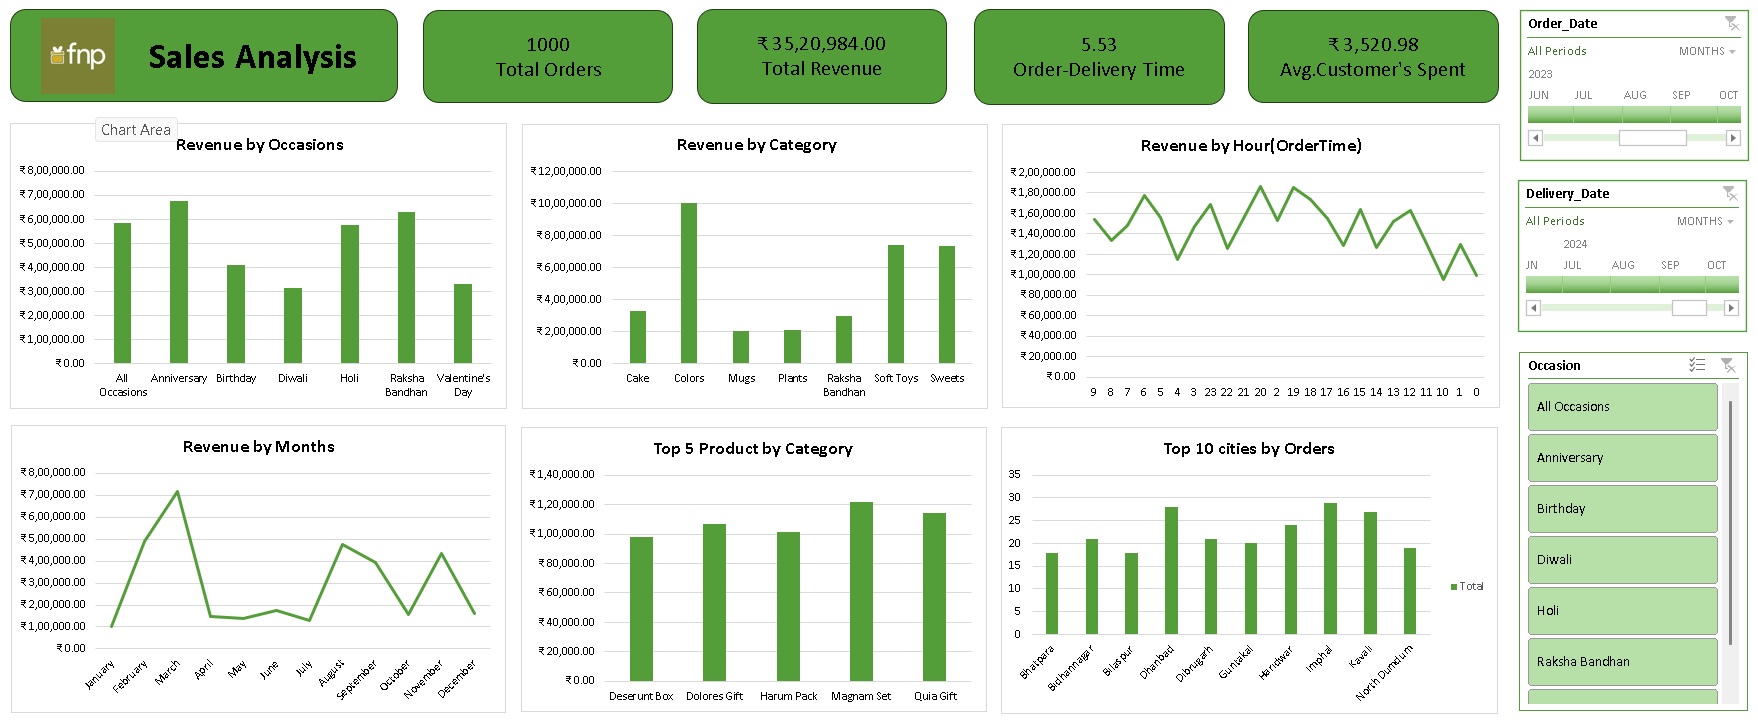 fnp
Sales Analysis
1000
Total Orders
₹ 35,20,984.00
Total Revenue
5.53
Order-Delivery Time
₹ 3,520.98
Avg.Customer's Spent
Order_Date
All Periods
MONTHS
2023
JUN JUL AUG SEP OCT
Chart Area
Revenue by Occasions
₹ 8,00,000.00
₹ 7,00,000.00
₹ 6,00,000.00
₹ 5,00,000.00
₹ 4,00,000.00
₹ 3,00,000.00
₹ 2,00,000.00
₹ 1,00,000.00
₹ 0.00
All Occasions
Anniversary
Birthday
Diwali
Holi
Raksha Bandhan
Valentine's Day
Revenue by Category
₹ 12,00,000.00
₹ 10,00,000.00
₹ 8,00,000.00
₹ 6,00,000.00
₹ 4,00,000.00
₹ 2,00,000.00
₹ 0.00
Cake
Colors
Mugs
Plants
Raksha Bandhan
Soft Toys
Sweets
Revenue by Hour(OrderTime)
₹ 2,00,000.00
₹ 1,80,000.00
₹ 1,60,000.00
₹ 1,40,000.00
₹ 1,20,000.00
₹ 1,00,000.00
₹ 80,000.00
₹ 60,000.00
₹ 40,000.00
₹ 20,000.00
₹ 0.00
9 8 7 6 5 4 3 23 22 21 20 2 19 18 17 16 15 14 13 12 11 10 1 0
Delivery_Date
All Periods
MONTHS
2024
JN JUL AUG SEP OCT
Occasion
All Occasions
Anniversary
Birthday
Diwali
Holi
Raksha Bandhan
Revenue by Months
₹ 8,00,000.00
₹ 7,00,000.00
₹ 6,00,000.00
₹ 5,00,000.00
₹ 4,00,000.00
₹ 3,00,000.00
₹ 2,00,000.00
₹ 1,00,000.00
₹ 0.00
January
February
March
April
May
June
July
August
September
October
November
December
Top 5 Product by Category
₹ 1,40,000.00
₹ 1,20,000.00
₹ 1,00,000.00
₹ 80,000.00
₹ 60,000.00
₹ 40,000.00
₹ 20,000.00
₹ 0.00
Deserunt Box
Dolores Gift
Harum Pack
Magnam Set
Quia Gift
Top 10 cities by Orders
35
30
25
20
15
10
5
0
Bhatpara
Bidhannagar
Bilaspur
Dhanbad
Dibrugarh
Guntakal
Haridwar
Imphal
Kavali
North Dumdum
Total